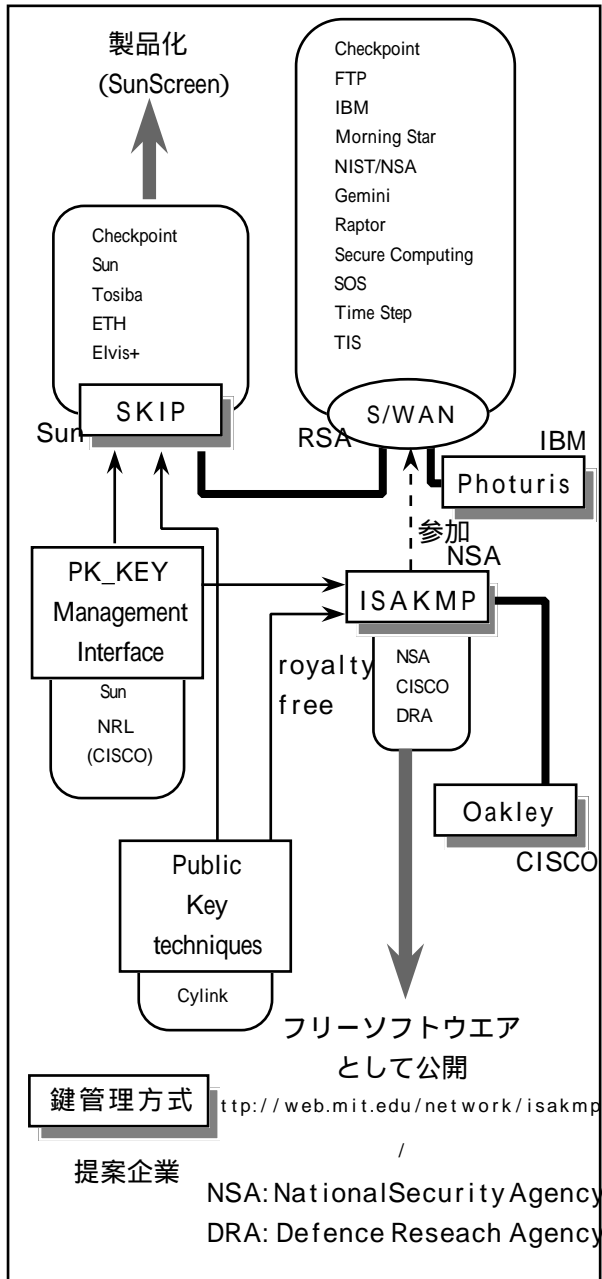 製品化
(SunScreen)
Checkpoint
Sun
Tosiba
ETH
Elvis+
SKIP
Sun
Checkpoint
FTP
IBM
Morning Star
NIST/NSA
Gemini
Raptor
Secure Computing
SOS
Time Step
TIS
S/WAN
RSA
IBM
Photuris
参加
NSA
ISAKMP
NSA
CISCO
DRA
PK_KEY
Management
Interface
Sun
NRL
(CISCO)
royalty
free
Oakley
CISCO
Public
Key
techniques
Cylink
フリーソフトウエア
として公開
ttp://web.mit.edu/network/isakmp
/
鍵管理方式
提案企業
NSA: NationalSecurity Agency
DRA: Defence Reseach Agency